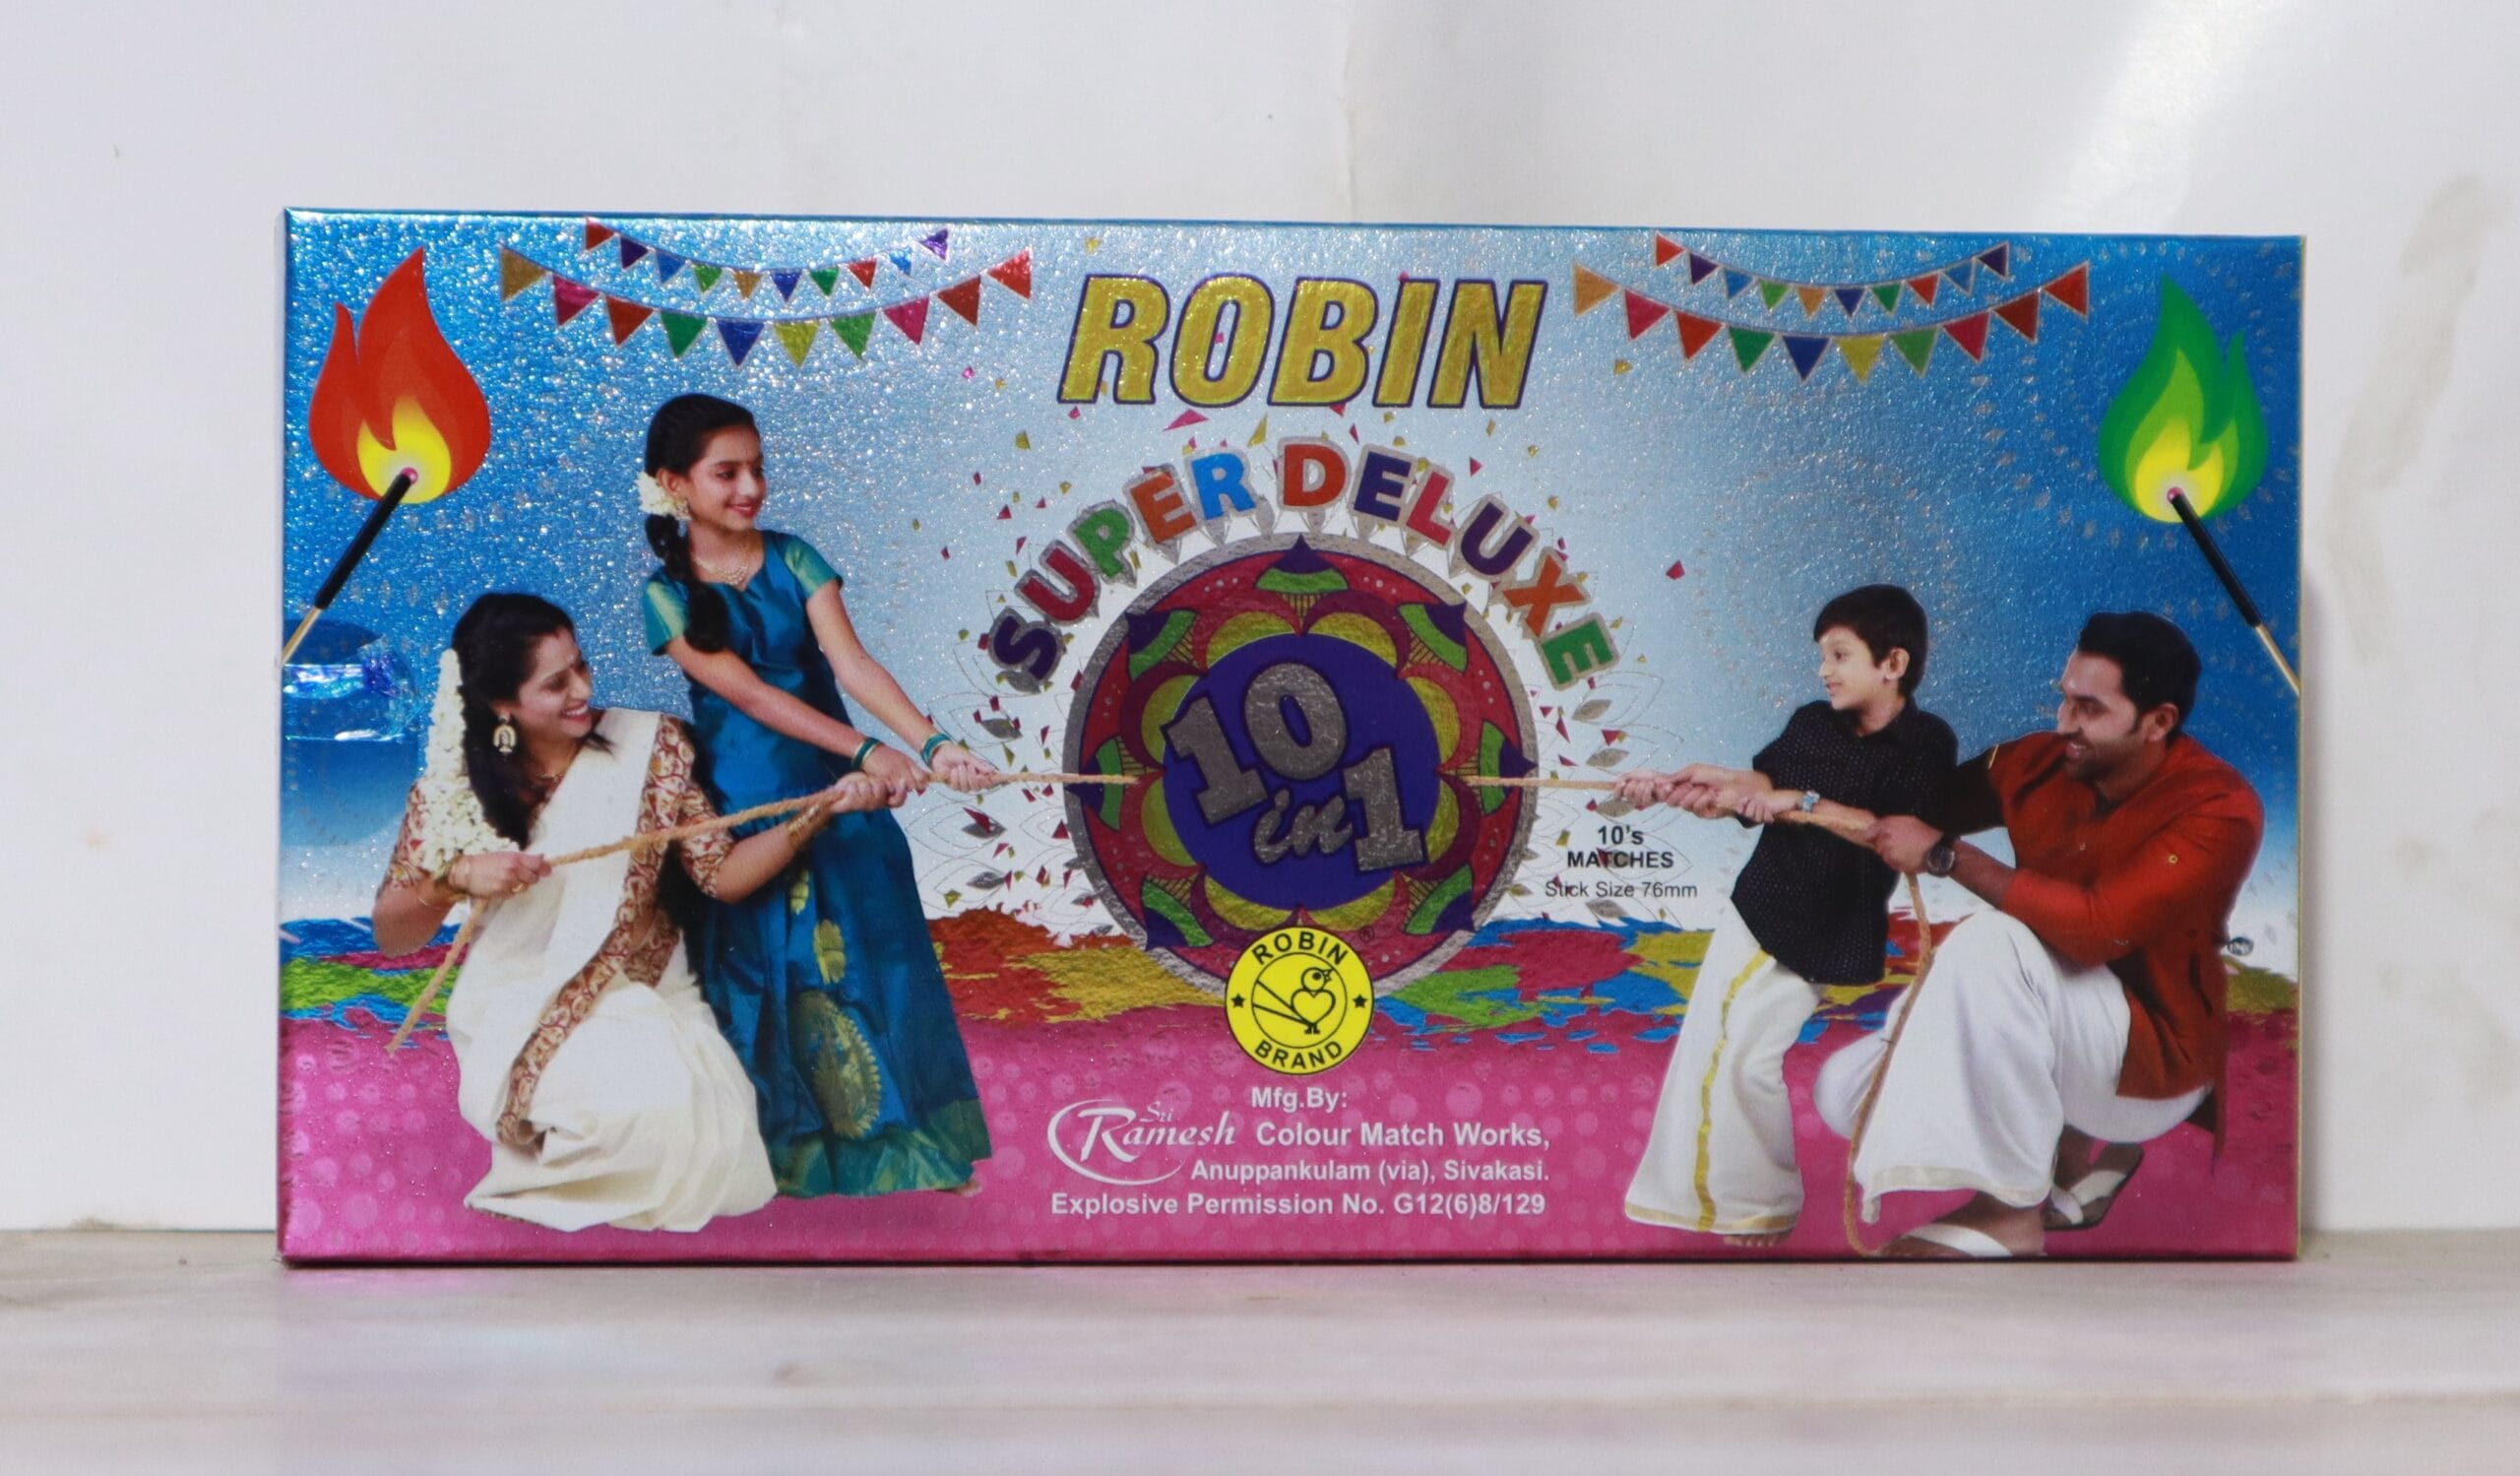 ROBIN
SUPER DELUXE
10
in 1
10's
MATCHES
Stick Size 76mm
ROBIN
BRAND
®
Mfg.By:
Sri
Ramesh Colour Match Works,
Anuppankulam (via), Sivakasi.
Explosive Permission No. G12(6)8/129